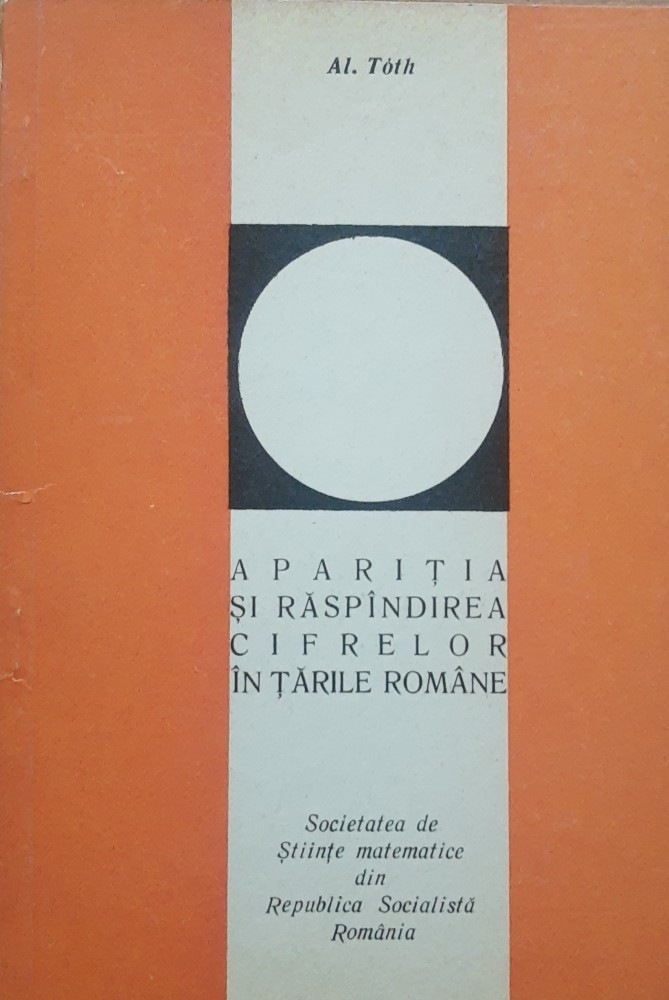 Al. Tóth
APARIȚIA
ȘI RĂSPÎNDIREA
CIFRELOR
ÎN ȚĂRILE ROMÂNE
Societatea de
Științe matematice
din
Republica Socialistă
România